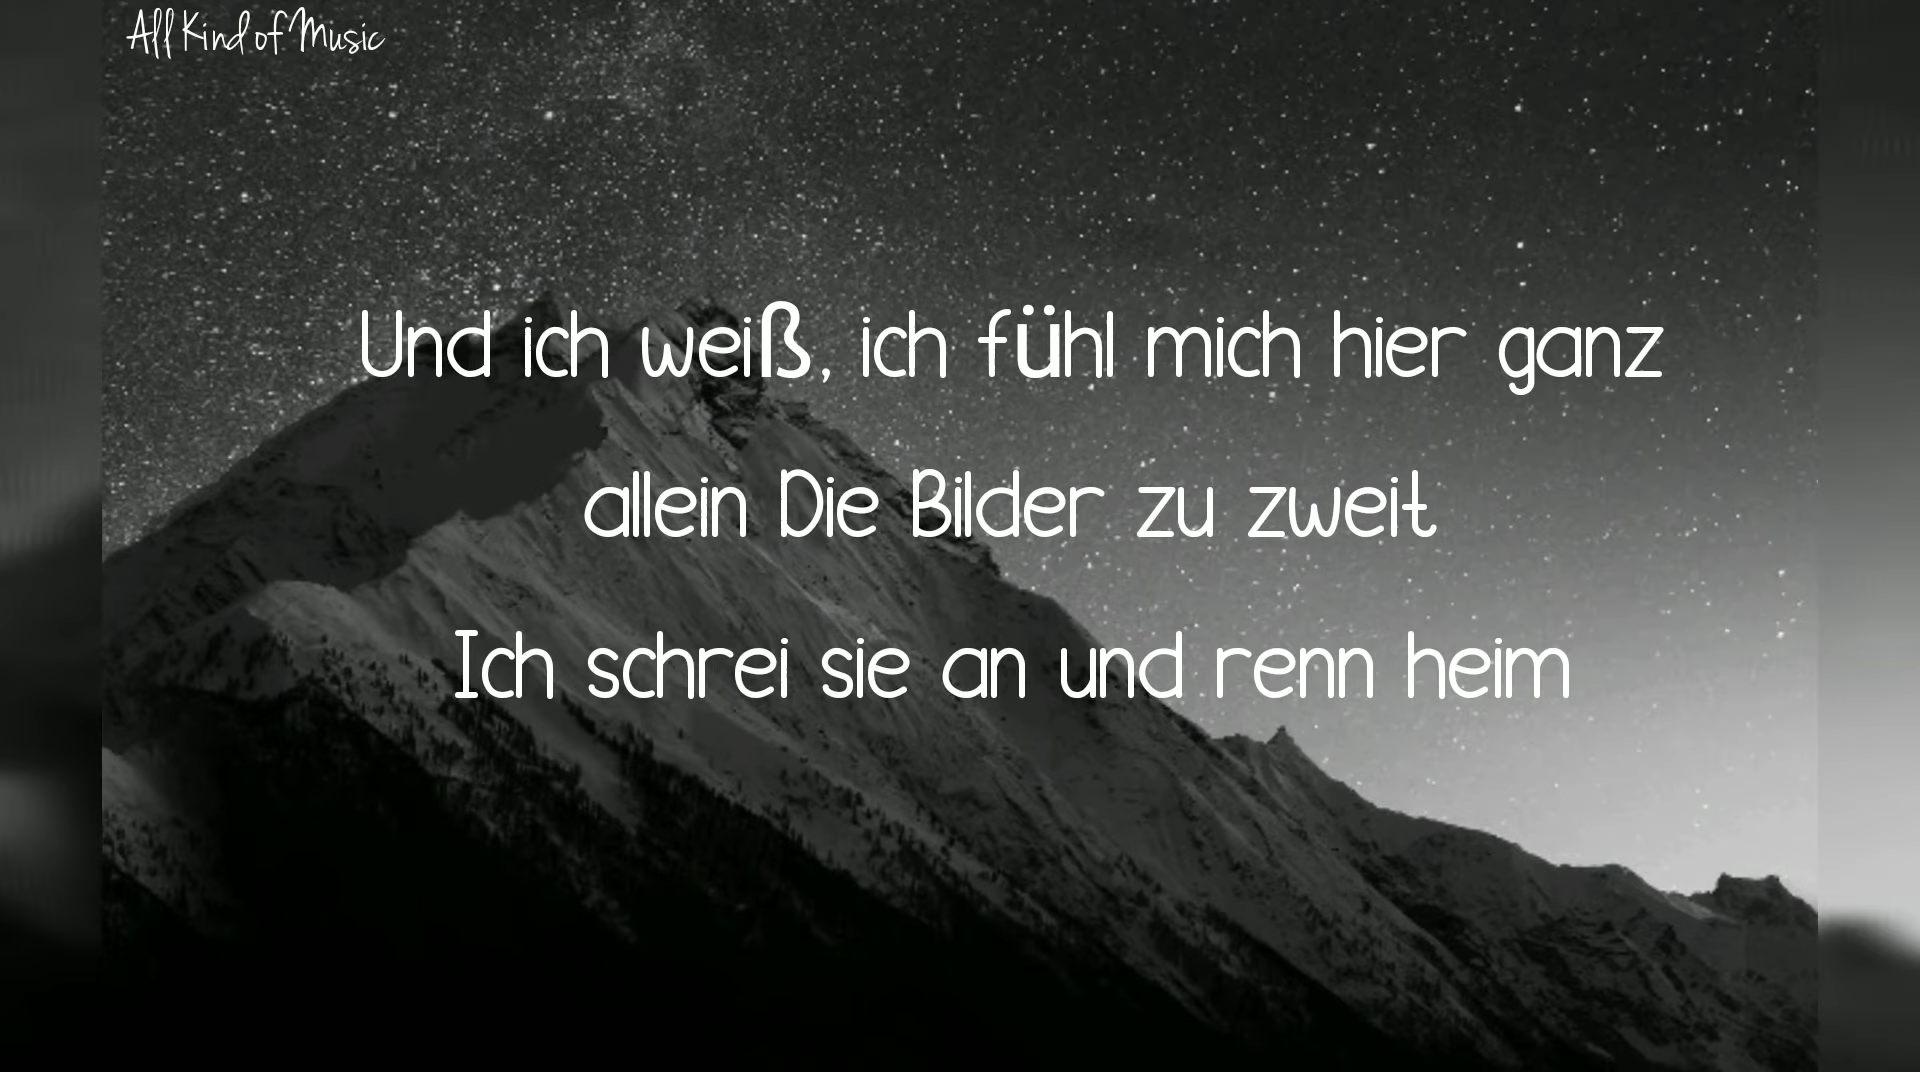 All Kind of Music
Und ich weiß, ich fühl mich hier ganz
allein Die Bilder zu zweit
Ich schrei sie an und renn heim